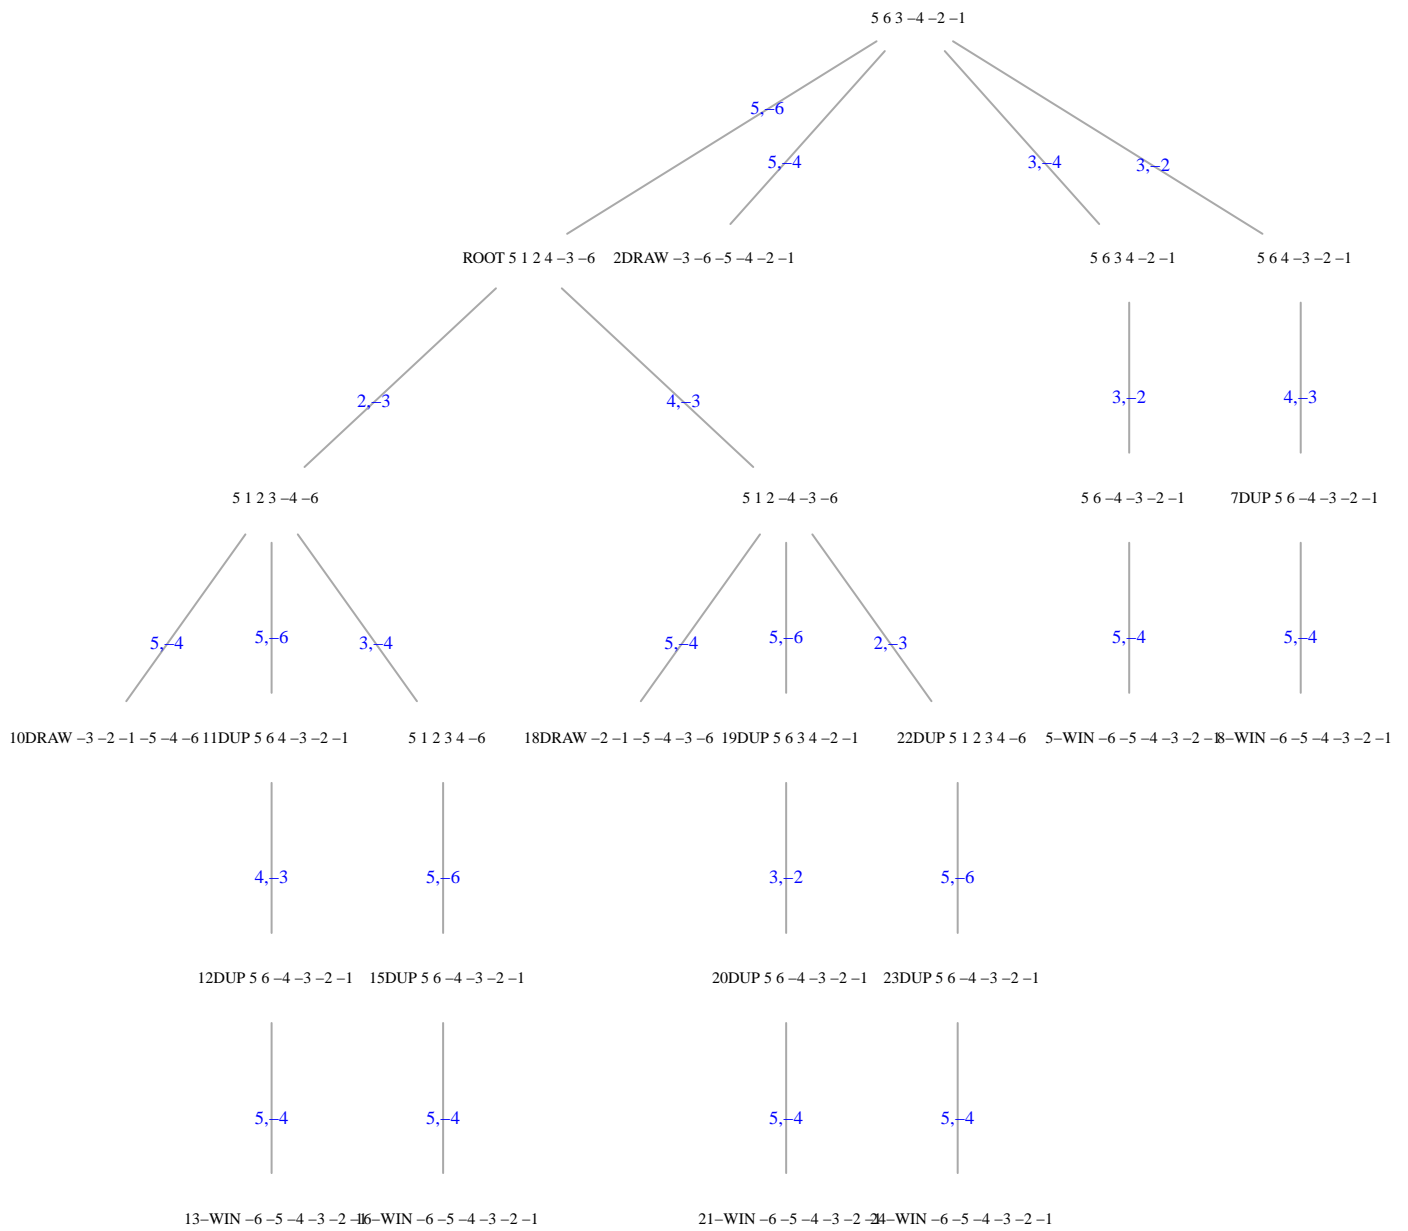 5 6 3 –4 –2 –1
5,–6
5,–4
3,–4
3,–2
ROOT 5 1 2 4 –3 –6
2DRAW –3 –6 –5 –4 –2 –1
5 6 3 4 –2 –1
5 6 4 –3 –2 –1
2,–3
4,–3
3,–2
4,–3
5 1 2 3 –4 –6
5 1 2 –4 –3 –6
5 6 –4 –3 –2 –1
7DUP 5 6 –4 –3 –2 –1
5,–4
5,–6
3,–4
5,–4
5,–6
2,–3
5,–4
5,–4
10DRAW –3 –2 –1 –5 –4 –6
11DUP 5 6 4 –3 –2 –1
5 1 2 3 4 –6
18DRAW –2 –1 –5 –4 –3 –6
19DUP 5 6 3 4 –2 –1
22DUP 5 1 2 3 4 –6
5–WIN –6 –5 –4 –3 –2 –1
8–WIN –6 –5 –4 –3 –2 –1
4,–3
5,–6
3,–2
5,–6
12DUP 5 6 –4 –3 –2 –1
15DUP 5 6 –4 –3 –2 –1
20DUP 5 6 –4 –3 –2 –1
23DUP 5 6 –4 –3 –2 –1
5,–4
5,–4
5,–4
5,–4
13–WIN –6 –5 –4 –3 –2 –1
16–WIN –6 –5 –4 –3 –2 –1
21–WIN –6 –5 –4 –3 –2 –1
24–WIN –6 –5 –4 –3 –2 –1